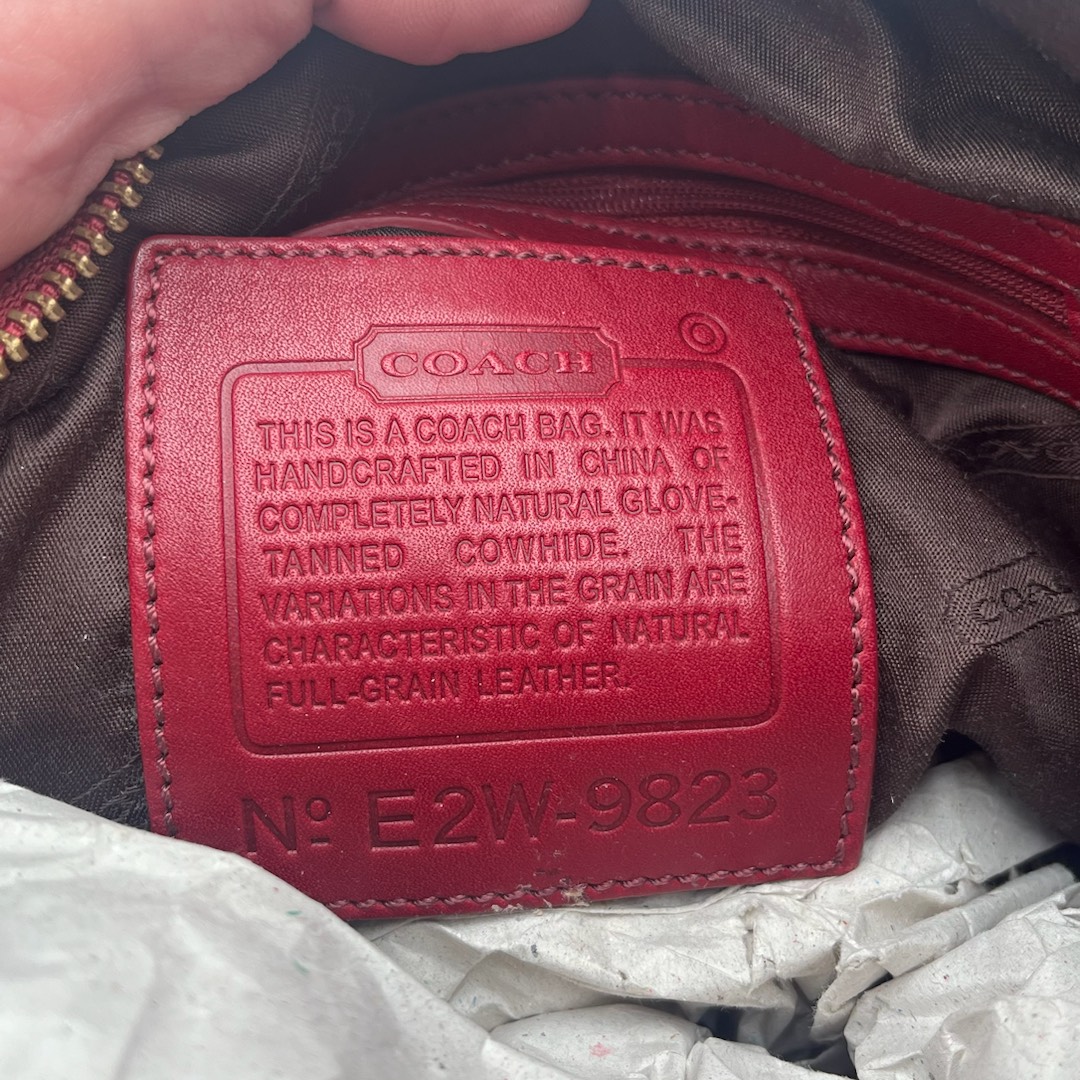 COACH
THIS IS A COACH BAG. IT WAS
HANDCRAFTED IN CHINA OF
COMPLETELY NATURAL GLOVE-
TANNED COWHIDE. THE
VARIATIONS IN THE GRAIN ARE
CHARACTERISTIC OF NATURAL
FULL-GRAIN LEATHER.
Nº E2W-9823